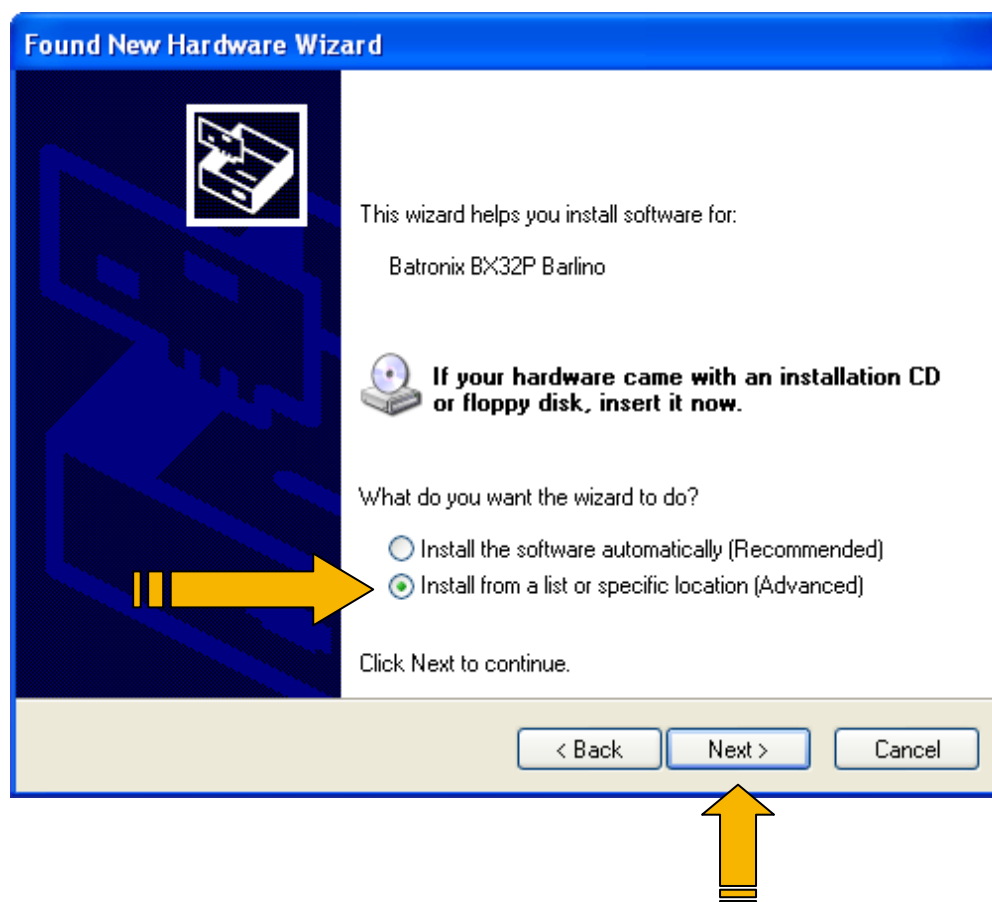 Found New Hardware Wizard
This wizard helps you install software for:
Batronix BX32P Barlino
If your hardware came with an installation CD
or floppy disk, insert it now.
What do you want the wizard to do?
Install the software automatically (Recommended)
Install from a list or specific location (Advanced)
Click Next to continue.
< Back Next > Cancel